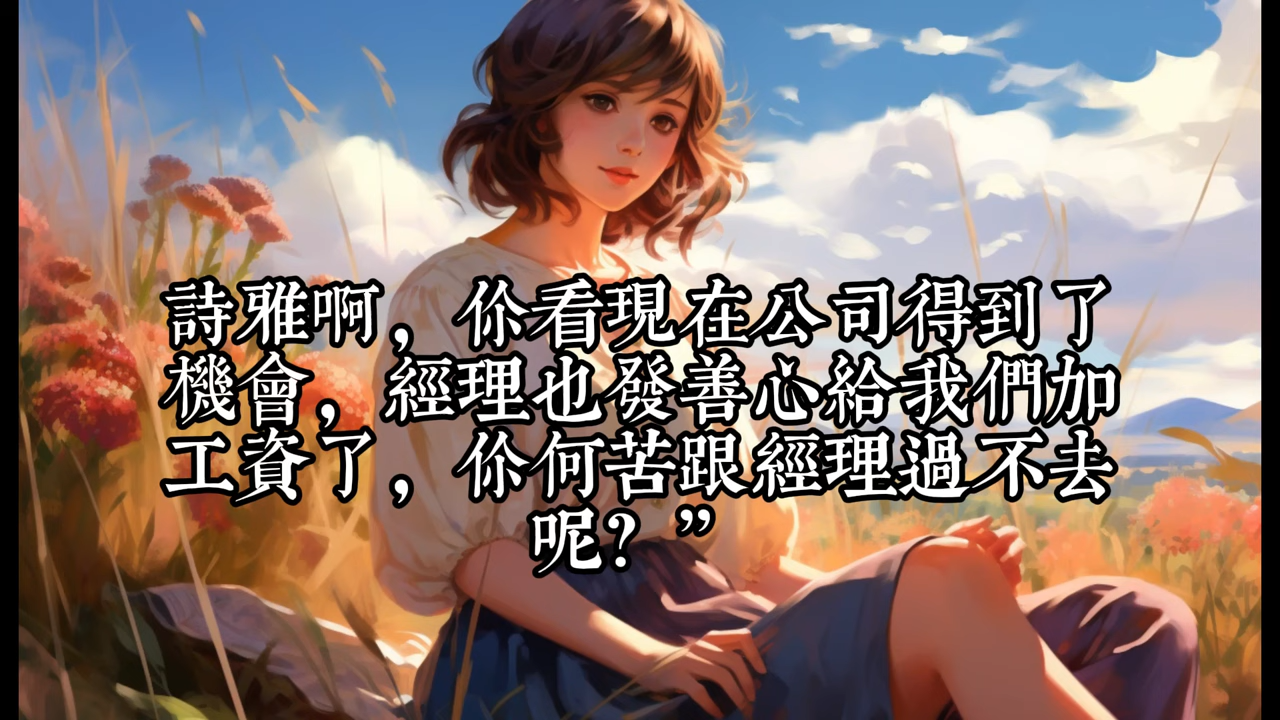 詩雅啊，你看現在公司得到了
機會，經理也發善心給我們加
工資了，你何苦跟經理過不去
呢？”